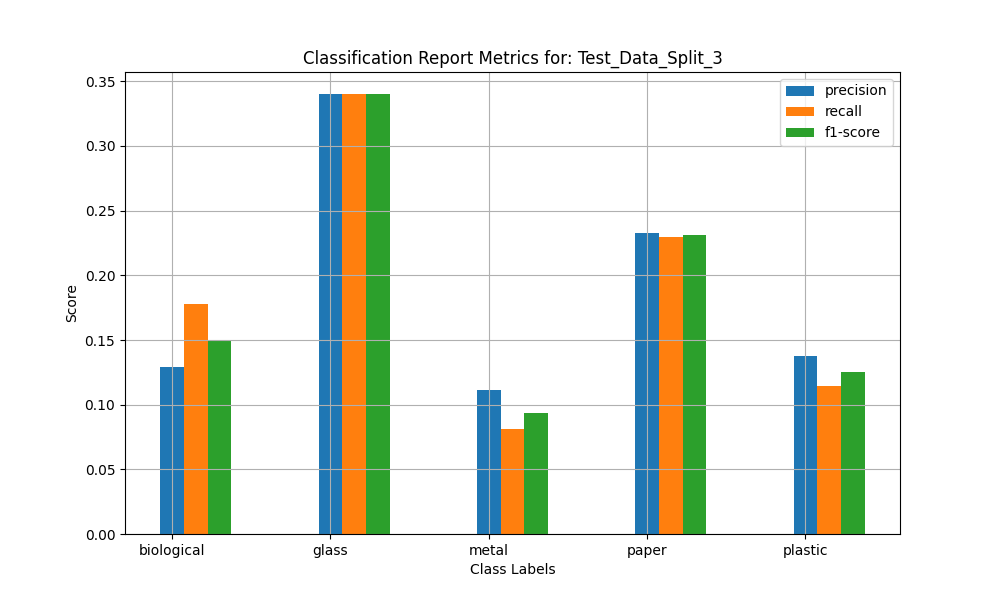 Classification Report Metrics for: Test_Data_Split_3
precision
recall
f1-score
Score
0.35
0.30
0.25
0.20
0.15
0.10
0.05
0.00
biological glass metal paper plastic
Class Labels